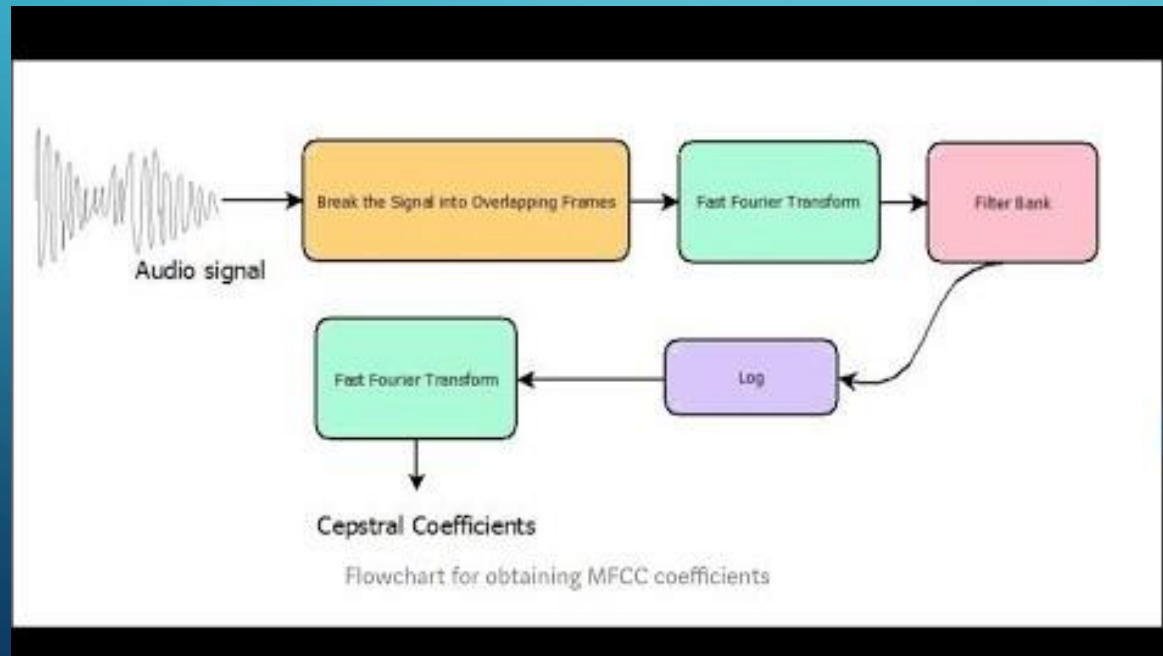 Audio signal
Break the Signal into Overlapping Frames
Fast Fourier Transform
Filter Bank
Log
Fast Fourier Transform
Cepstral Coefficients
Flowchart for obtaining MFCC coefficients